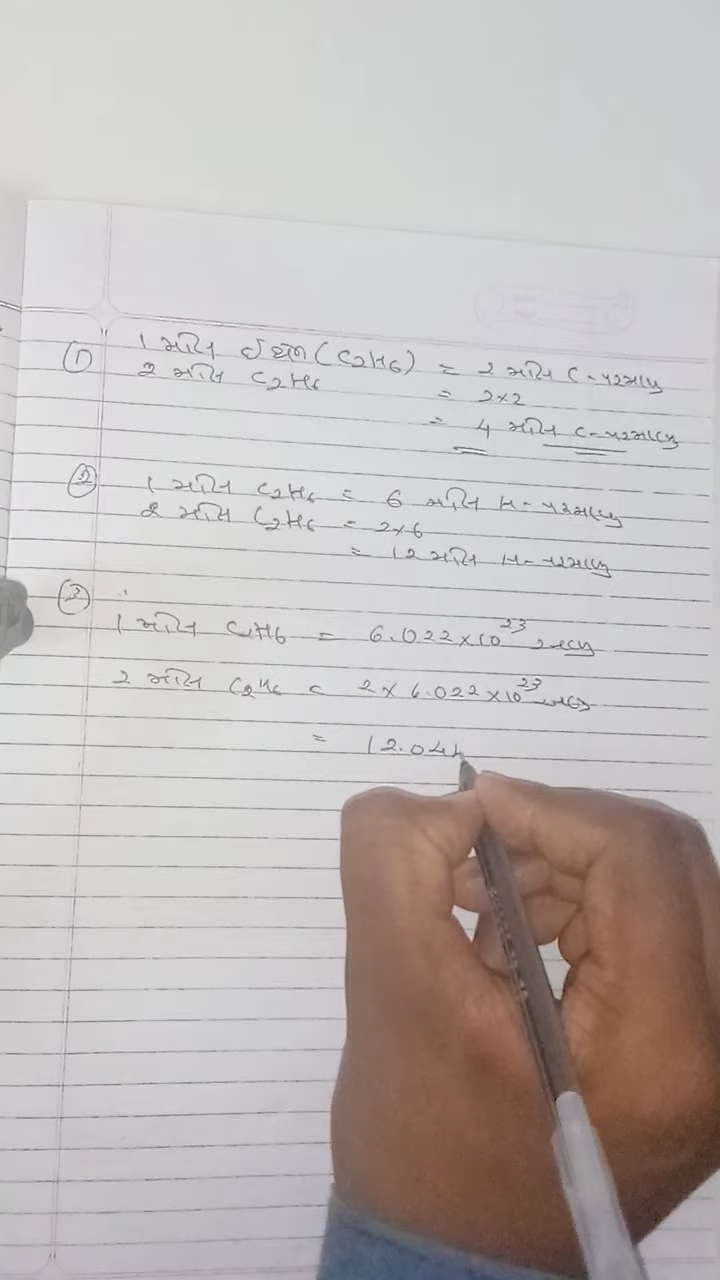 ① 1 મોલ ઈથેન (C2H6) = 2 મોલ C-પરમાણુ
2 મોલ C2H6 = 2×2
= 4 મોલ C-પરમાણુ
② 1 મોલ C2H6 = 6 મોલ H-પરમાણુ
2 મોલ C2H6 = 2×6
= 12 મોલ H-પરમાણુ
③ 1 મોલ C2H6 = 6.022×10²³ અણુ
2 મોલ C2H6 = 2 × 6.022×10²³ અણુ
= 12.044